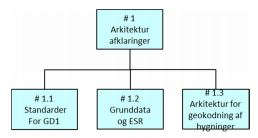 # 1
Arkitektur
afklaringer
# 1.1
Standarder
For GD1
# 1.2
Grunddata
og ESR
# 1.3
Arkitektur for
geokodning af
bygninger